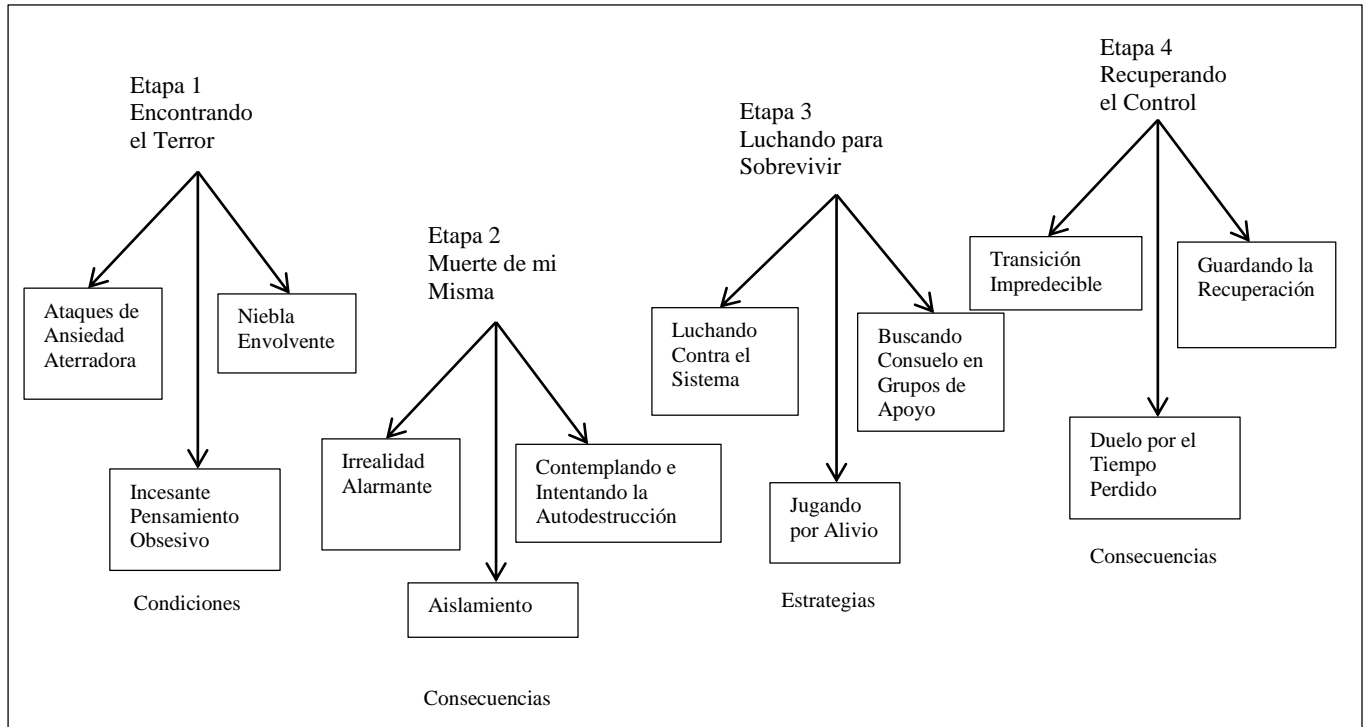 Etapa 1
Encontrando
el Terror
Ataques de
Ansiedad
Aterradora
Niebla
Envolvente
Incesante
Pensamiento
Obsesivo
Condiciones
Etapa 2
Muerte de mi
Misma
Irrealidad
Alarmante
Contemplando e
Intentando la
Autodestrucción
Aislamiento
Consecuencias
Etapa 3
Luchando para
Sobrevivir
Luchando
Contra el
Sistema
Buscando
Consuelo en
Grupos de
Apoyo
Jugando
por Alivio
Estrategias
Etapa 4
Recuperando
el Control
Transición
Impredecible
Guardando la
Recuperación
Duelo por el
Tiempo
Perdido
Consecuencias